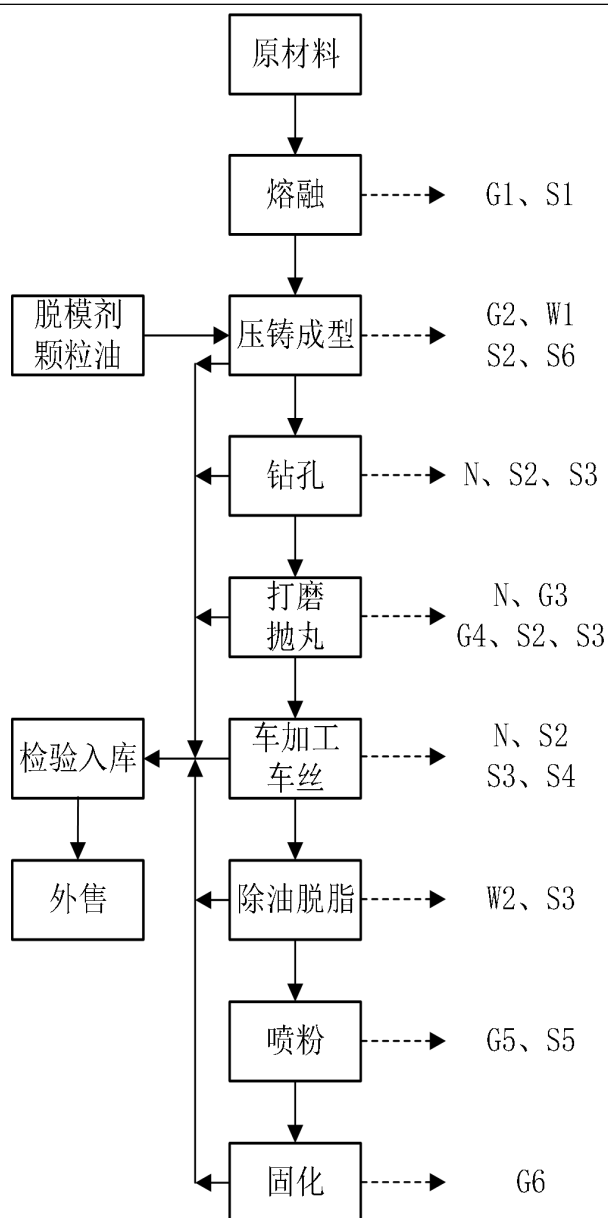 原材料
熔融
G1、S1
脱模剂
颗粒油
压铸成型
G2、W1
S2、S6
钻孔
N、S2、S3
打磨
抛丸
N、G3
G4、S2、S3
检验入库
车加工
车丝
N、S2
S3、S4
外售
除油脱脂
W2、S3
喷粉
G5、S5
固化
G6